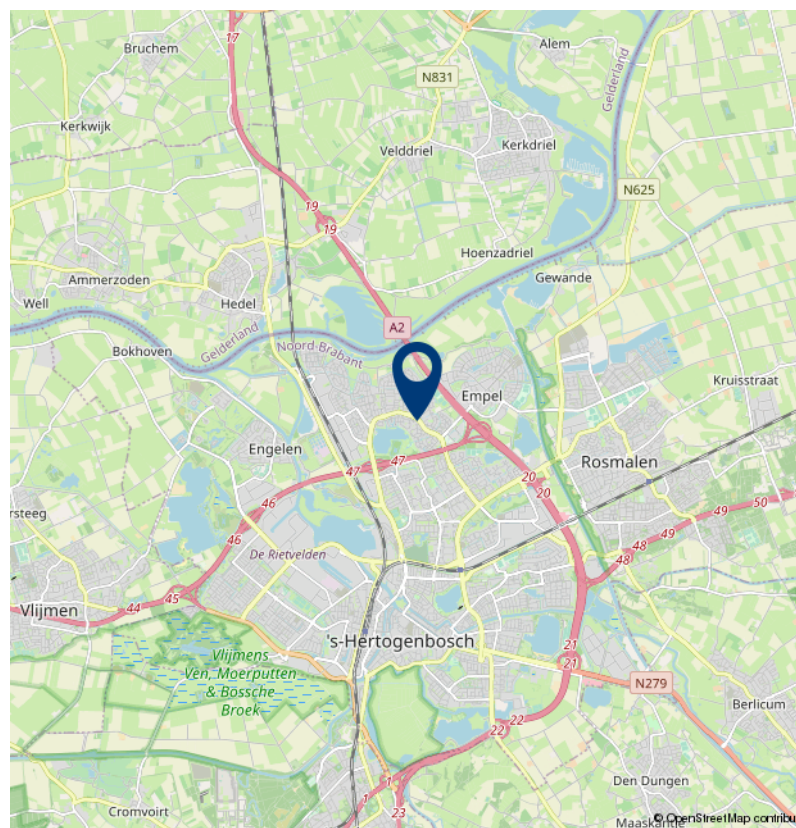 17
Bruchem
Alem
N831
Gelderland
Kerkwijk
Velddriel
Kerkdriel
N625
19
19
Hoenzadriel
Ammerzoden
Gewande
Well
Hedel
A2
Gelderland
Noord-Brabant
Bokhoven
Kruisstraat
Empel
Engelen
47
47
Rosmalen
20
20
46
50
49
49
ersteeg
46
48
48
De Rietvelden
45
44
Vlijmen
's-Hertogenbosch
21
21
Vlijmens
Ven, Moerputten
& Bossche
Broek
N279
Berlicum
22
22
1
1
23
Den Dungen
Cromvoirt
Maaskantje
© OpenStreetMap contribu